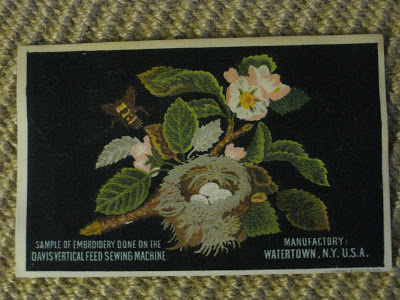 SAMPLE OF EMBROIDERY DONE ON THE
DAVIS VERTICAL FEED SEWING MACHINE
MANUFACTORY:
WATERTOWN, N.Y. U.S.A.